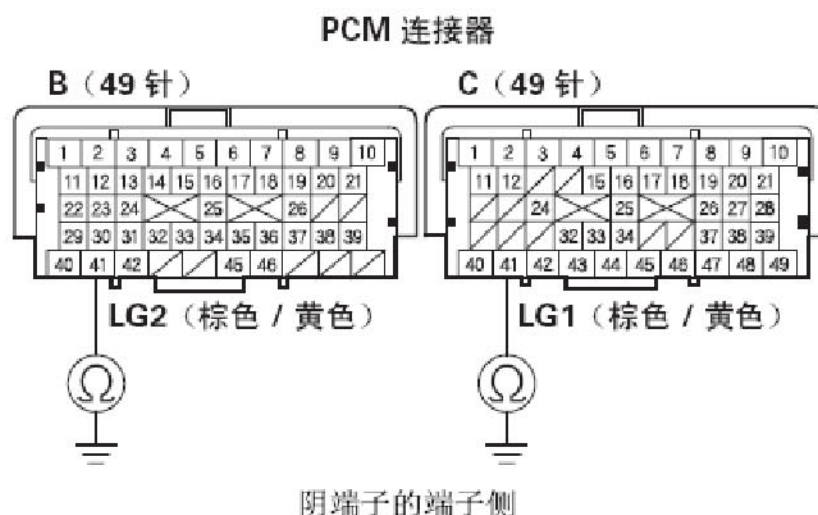 PCM 连接器
B（49 针）
C（49 针）
1 2 3 4 5 6 7 8 9 10
11 12 13 14 15 16 17 18 19 20 21
22 23 24 25 26
29 30 31 32 33 34 35 36 37 38 39
40 41 42 45 46
1 2 3 4 5 6 7 8 9 10
11 12 15 16 17 18 19 20 21
24 25 26 27 28
32 33 34 37 38 39
40 41 42 43 44 45 46 47 48 49
LG2（棕色 / 黄色）
LG1（棕色 / 黄色）
Ω
Ω
阴端子的端子侧